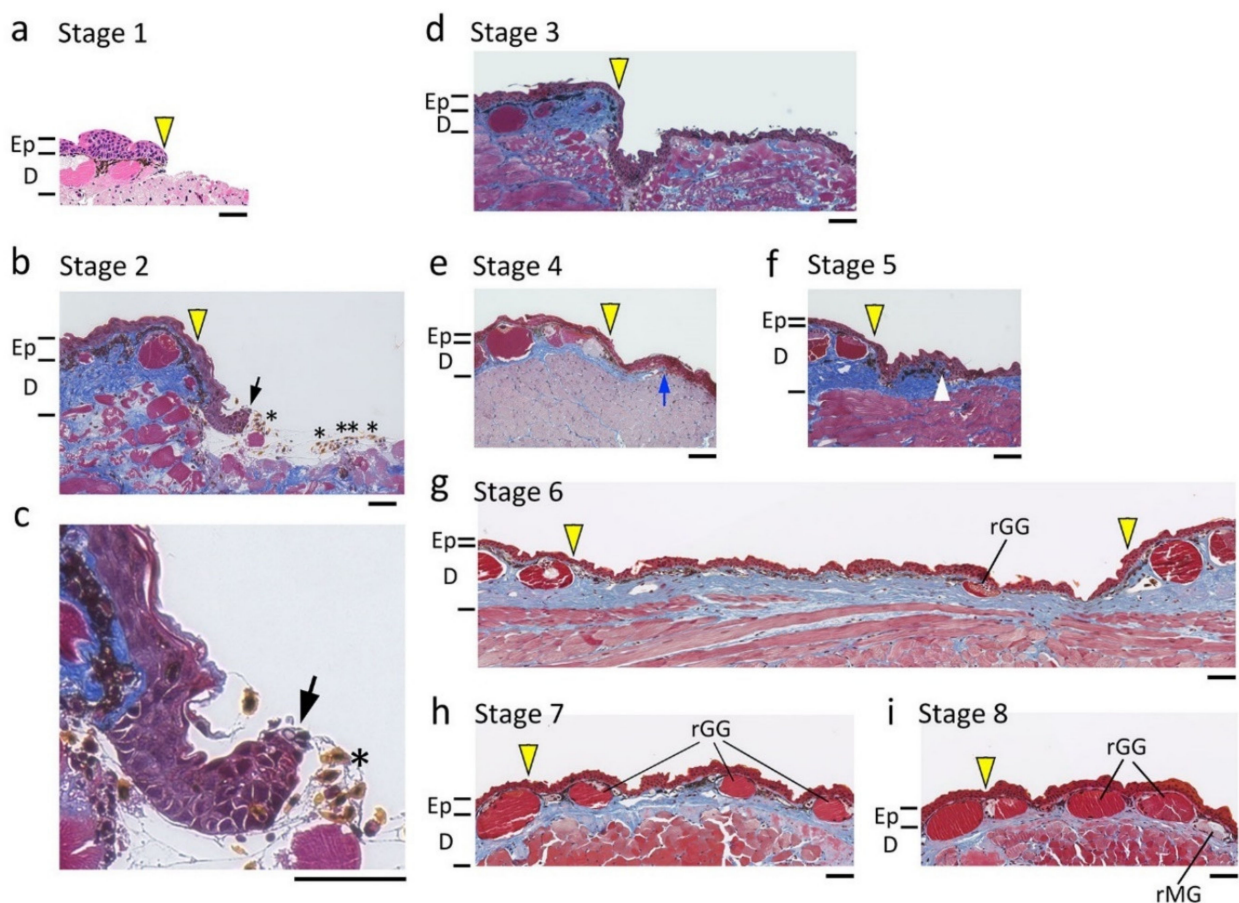 a Stage 1
Ep
D
b Stage 2
Ep
D
*
* ** *
c
*
d Stage 3
Ep
D
e Stage 4
Ep
D
f Stage 5
Ep
D
g Stage 6
Ep
D
rGG
h Stage 7
rGG
Ep
D
i Stage 8
rGG
Ep
D
rMG